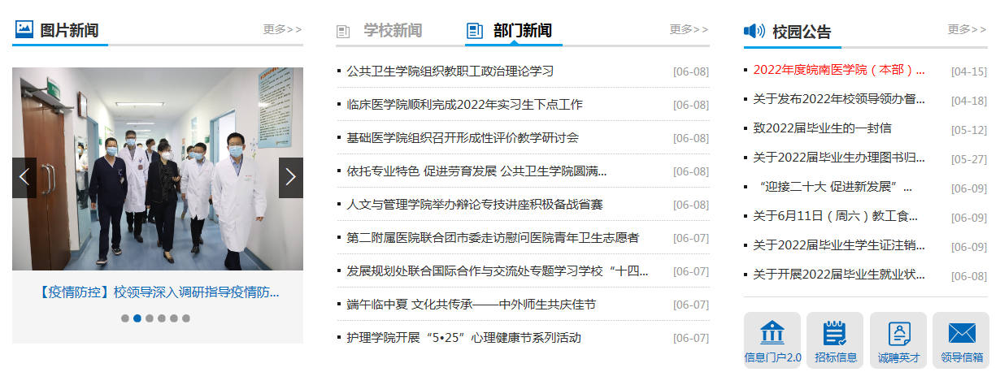 图片新闻
更多>>
【疫情防控】校领导深入调研指导疫情防...
学校新闻
部门新闻
更多>>
公共卫生学院组织教职工政治理论学习 [06-08]
临床医学院顺利完成2022年实习生下点工作 [06-08]
基础医学院组织召开形成性评价教学研讨会 [06-08]
依托专业特色 促进劳育发展 公共卫生学院圆满... [06-08]
人文与管理学院举办辩论专技讲座积极备战省赛 [06-08]
第二附属医院联合团市委走访慰问医院青年卫生志愿者 [06-07]
发展规划处联合国际合作与交流处专题学习学校“十四... [06-07]
端午临中夏 文化共传承——中外师生共庆佳节 [06-07]
护理学院开展“5•25”心理健康节系列活动 [06-07]
校园公告
更多>>
2022年度皖南医学院（本部）... [04-15]
关于发布2022年校领导领办督... [04-18]
致2022届毕业生的一封信 [05-12]
关于2022届毕业生办理图书归... [05-27]
“迎接二十大 促进新发展”... [06-09]
关于6月11日（周六）教工食... [06-09]
关于2022届毕业生学生证注销... [06-09]
关于开展2022届毕业生就业状... [06-08]
信息门户2.0
招标信息
诚聘英才
领导信箱